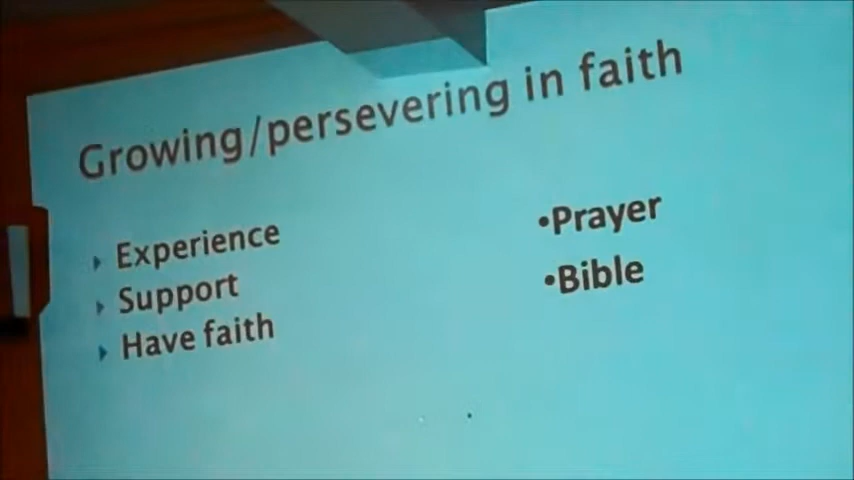 Growing/persevering in faith
Experience
Support
Have faith
•Prayer
•Bible